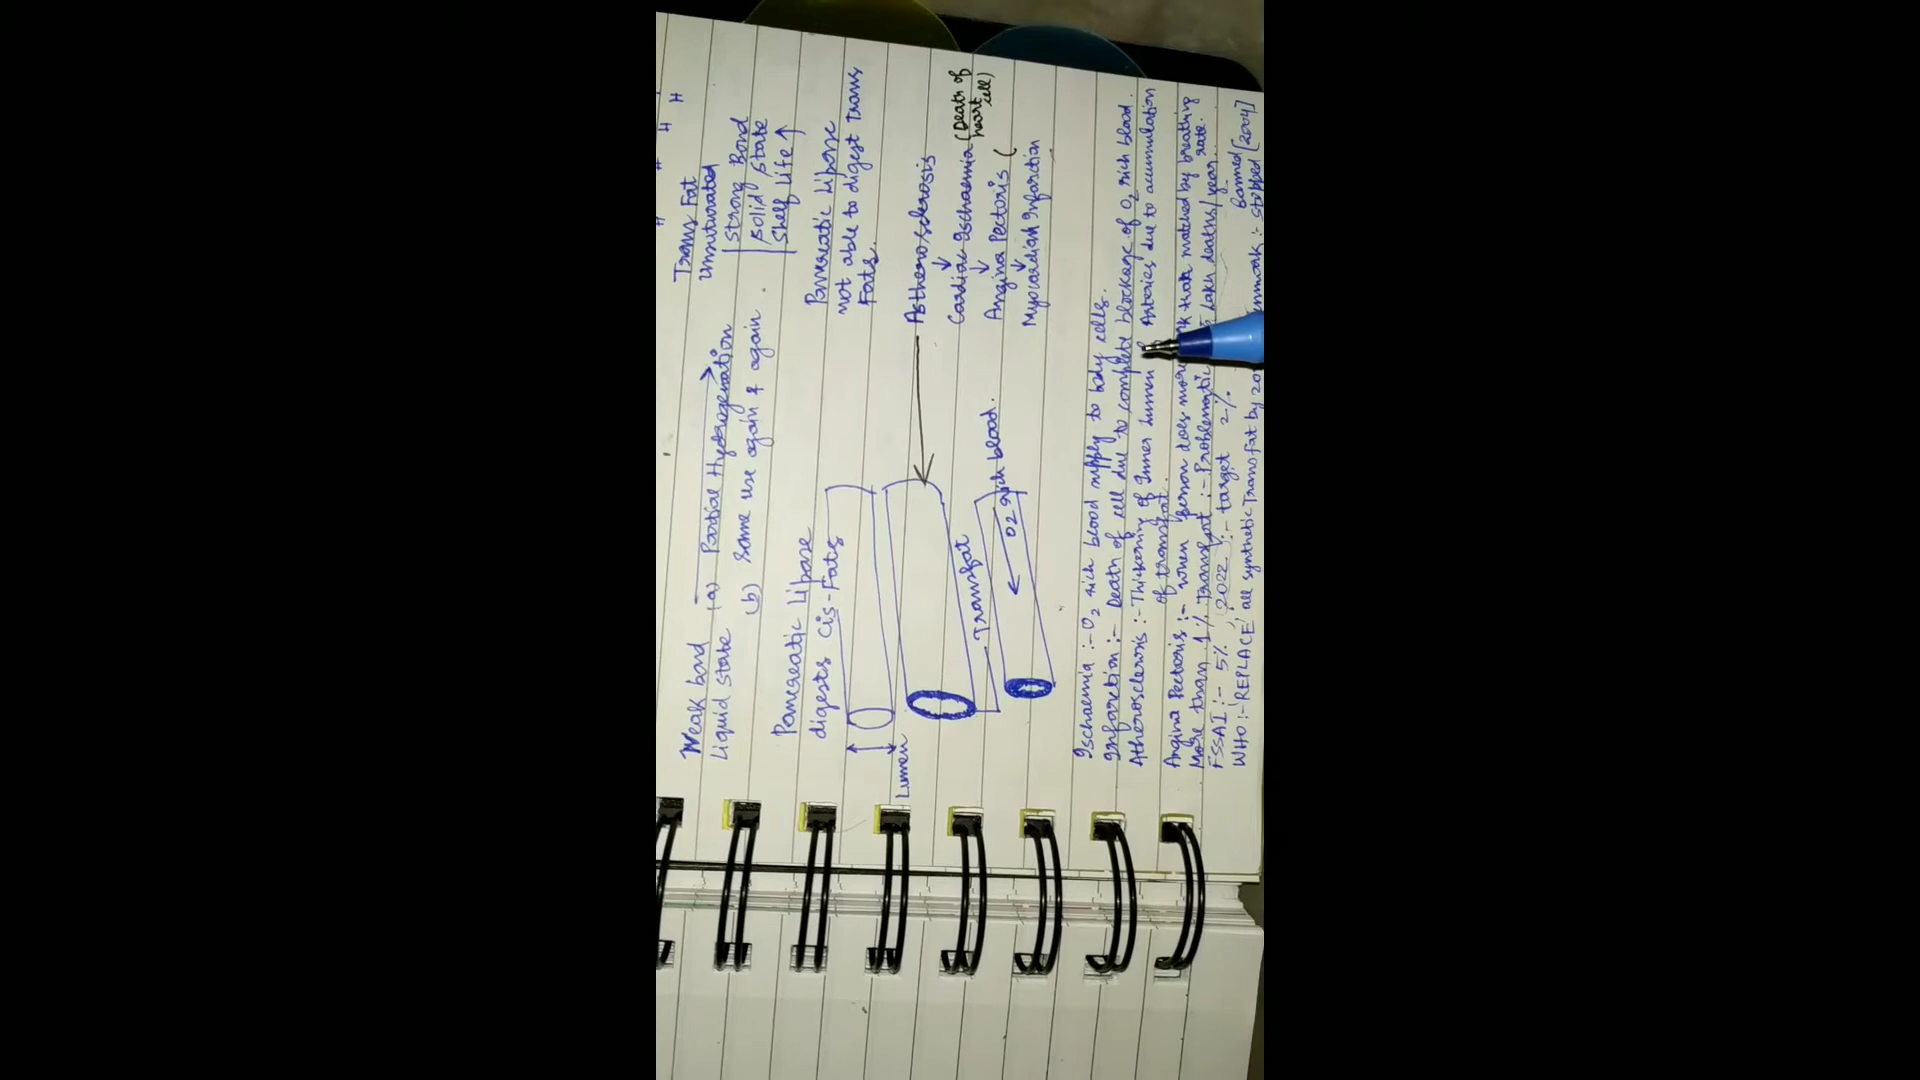 H H H H
Weak bond
Liquid State
(a) Partial Hydrogenation
(b) Same use again & again.
Trans Fat
Unsaturated
Strong Bond
Solid State
Shelf Life ↑
Pancreatic Lipase
digests Cis-Fats
Pancreatic Lipase
not able to digest Trans
Fats.
Lumen
Transfat
O2 rich blood.
Atherosclerosis
↓
Cardiac Ischaemia (Death of heart cell)
↓
Angina Pectoris (
↓
Myocardial Infarction
Ischaemia :- O2 rich blood supply to body cells.
Infarction :- Death of cell due to complete blockage of O2 rich blood.
Atherosclerosis :- Thickening of Inner Lumen Arteries due to accumulation
of transfat.
Angina Pectoris :- when person does more than matched by breathing
rate.
More than 1% Transfat :- Problematic Lakh deaths/year.
FSSAI :- 5% , 2022 :- target 2%
WHO :- REPLACE all synthetic Transfat by :- Stopped [2004]
Banned